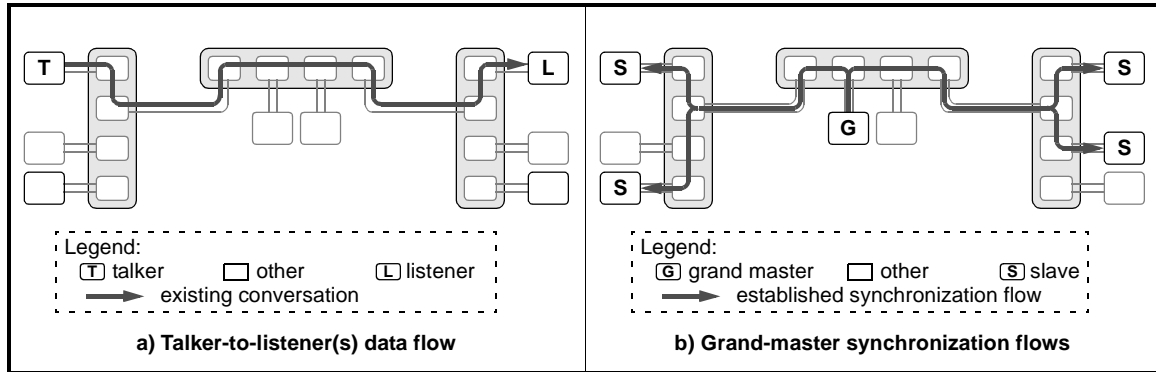 T
L
Legend:
T talker other L listener
existing conversation
a) Talker-to-listener(s) data flow
S
S
G
S
S
Legend:
G grand master other S slave
established synchronization flow
b) Grand-master synchronization flows